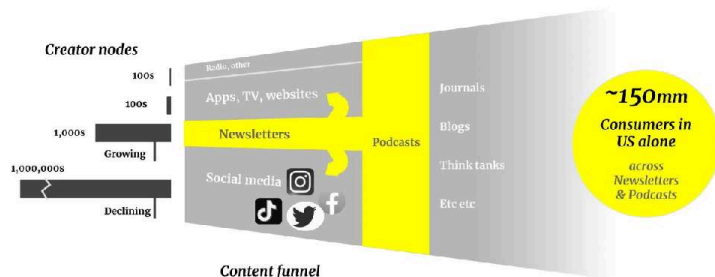 Creator nodes
100s
100s
1,000s
Growing
1,000,000s
Declining
Radio, other
Apps, TV, websites
Newsletters
Social media
Podcasts
Journals
Blogs
Think tanks
Etc etc
~150mm
Consumers in
US alone
across
Newsletters
& Podcasts
Content funnel